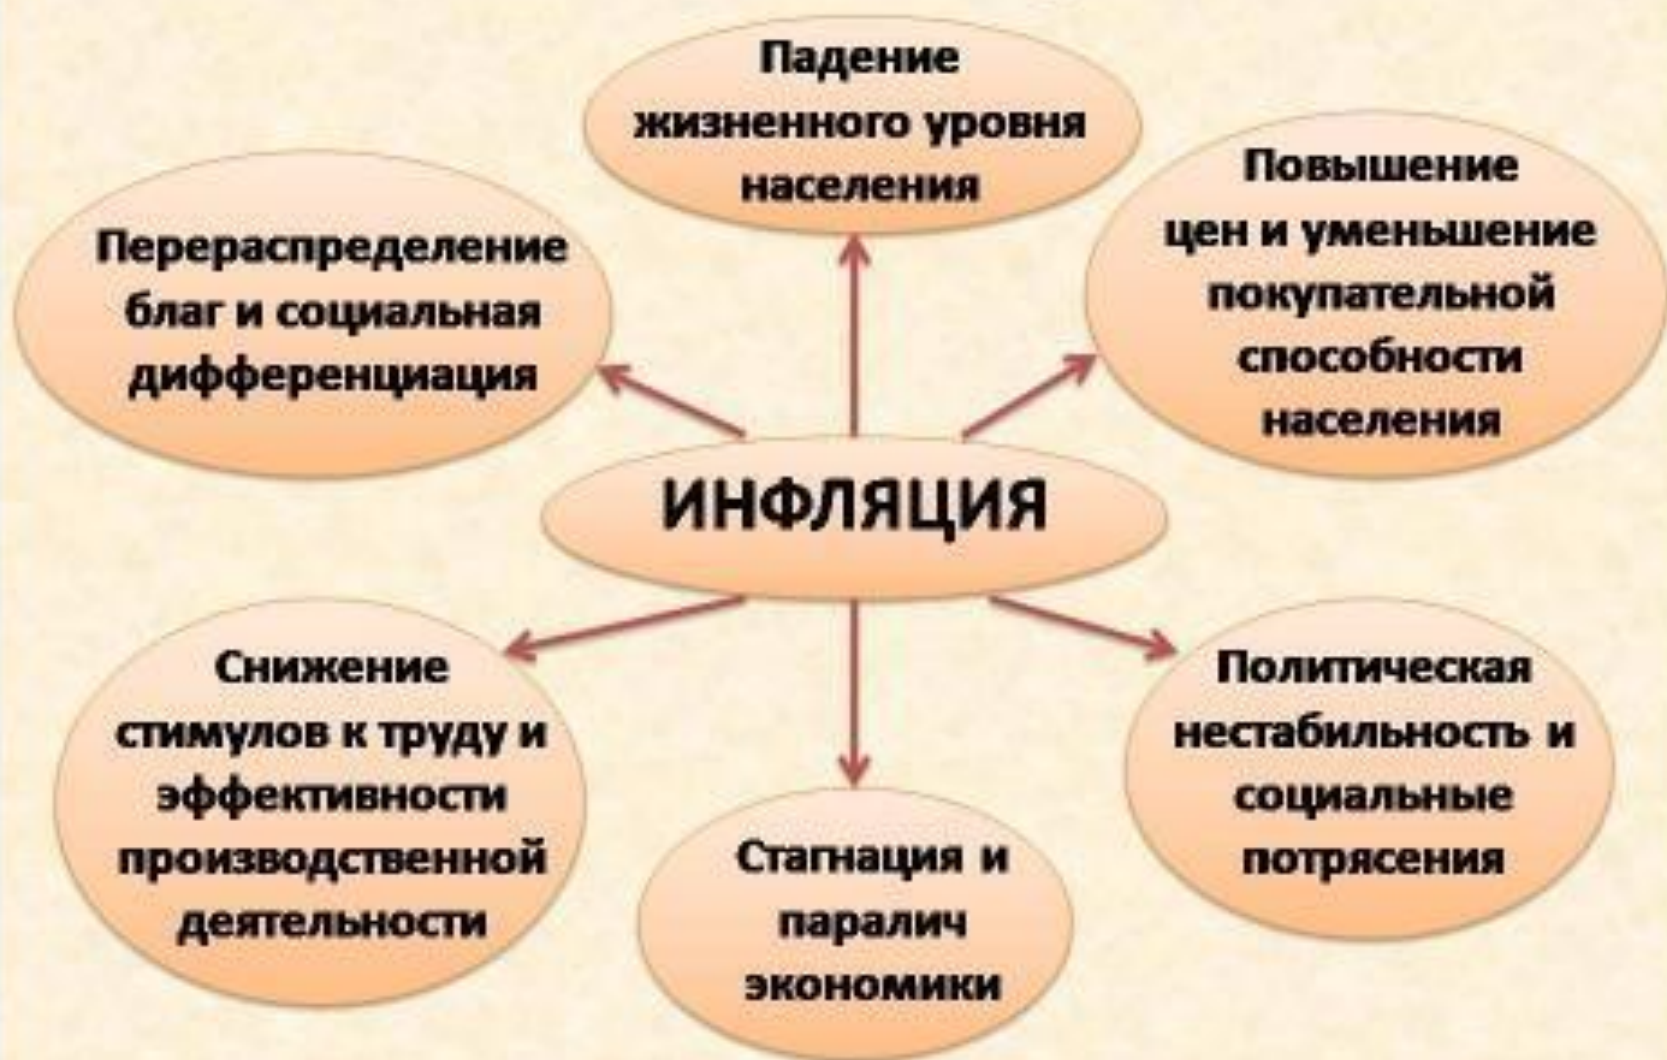 Падение
жизненного уровня
населения
Повышение
цен и уменьшение
покупательной
способности
населения
Перераспределение
благ и социальная
дифференциация
ИНФЛЯЦИЯ
Снижение
стимулов к труду и
эффективности
производственной
деятельности
Стагнация и
паралич
экономики
Политическая
нестабильность и
социальные
потрясения